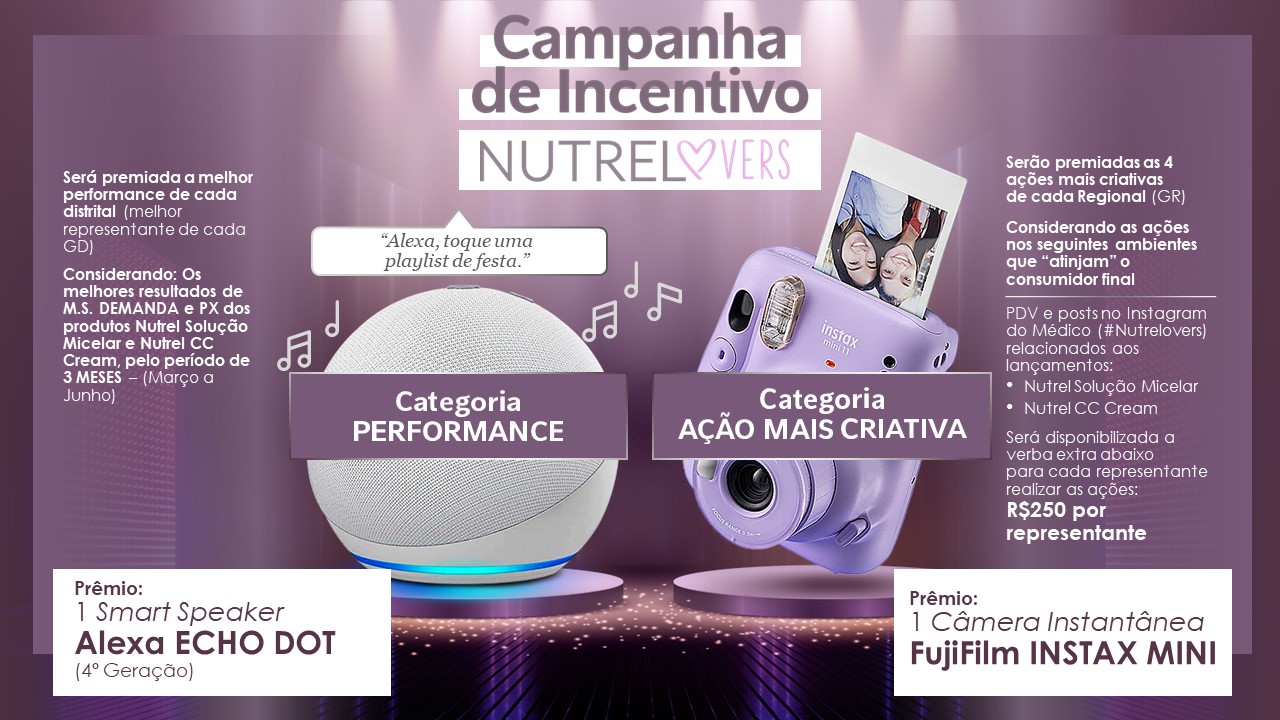 Campanha
de Incentivo
NUTRELOVERS
Será premiada a melhor
performance de cada
distrital (melhor
representante de cada
GD)
Considerando: Os
melhores resultados de
M.S. DEMANDA e PX dos
produtos Nutrel Solução
Micelar e Nutrel CC
Cream, pelo período de
3 MESES – (Março a
Junho)
“Alexa, toque uma
playlist de festa.”
Categoria
PERFORMANCE
Prêmio:
1 Smart Speaker
Alexa ECHO DOT
(4º Geração)
instax
mini 11
Categoria
AÇÃO MAIS CRIATIVA
FOCUS RANGE 0.3m~∞
Serão premiadas as 4
ações mais criativas
de cada Regional (GR)
Considerando as ações
nos seguintes ambientes
que “atinjam” o
consumidor final
PDV e posts no Instagram
do Médico (#Nutrelovers)
relacionados aos
lançamentos:
• Nutrel Solução Micelar
• Nutrel CC Cream
Será disponibilizada a
verba extra abaixo
para cada representante
realizar as ações:
R$250 por
representante
Prêmio:
1 Câmera Instantânea
FujiFilm INSTAX MINI